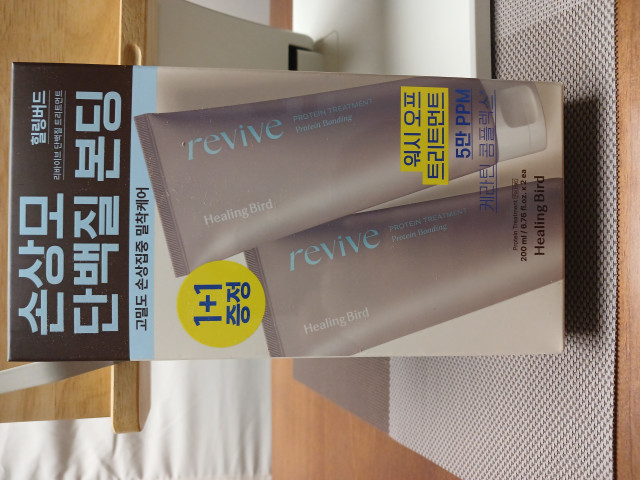 힐링버드
리바이브 단백질 트리트먼트
손상모
단백질 본딩
고밀도 손상집중 밀착케어
revive
PROTEIN TREATMENT
Protein Bonding
Healing Bird
revive
PROTEIN TREATMENT
Protein Bonding
Healing Bird
1+1
증정
워시 오프
트리트먼트
5만 PPM
케라틴 콤플렉스
Protein Treatment
200 ml / 6.76 fl.oz. x 2 ea
Healing Bird